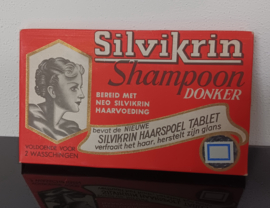 Silvikrin
Shampoon
DONKER
BEREID MET
NEO SILVIKRIN
HAARVOEDING
bevat de NIEUWE
SILVIKRIN HAARSPOEL TABLET
verfraait het haar, herstelt zijn glans
VOLDOENDE VOOR
2 WASSCHINGEN